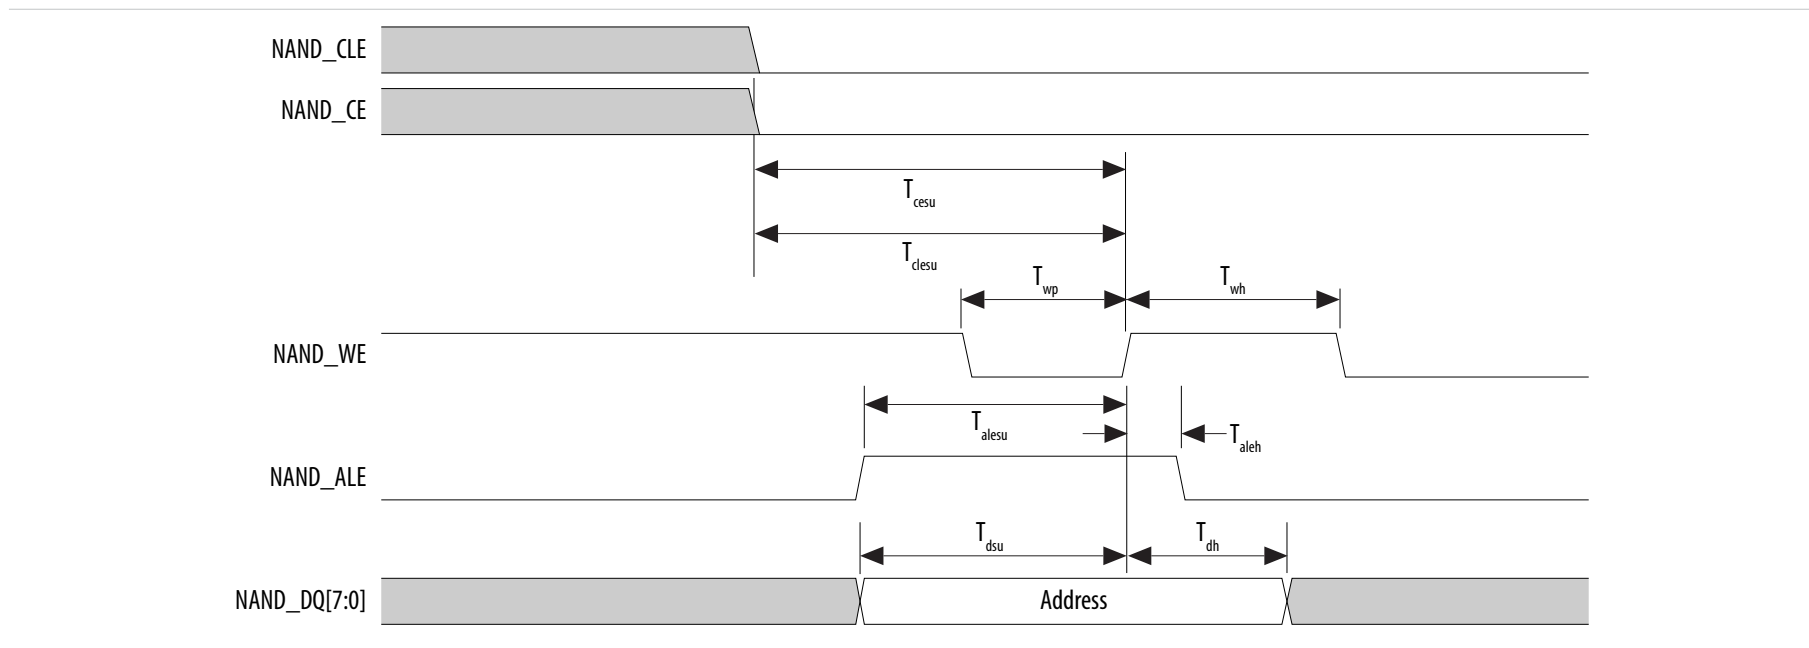 NAND_CLE
NAND_CE
Tcesu
Tclesu
Twp Twh
NAND_WE
Talesu
Taleh
NAND_ALE
Tdsu Tdh
NAND_DQ[7:0] Address